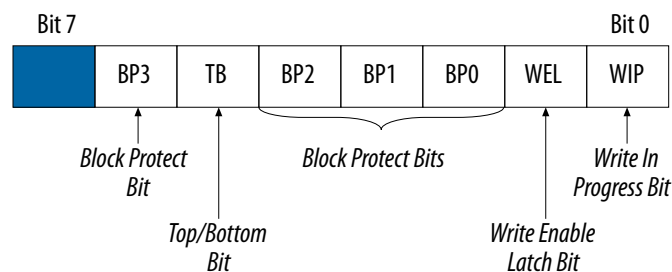 Bit 7 Bit 0
BP3 TB BP2 BP1 BP0 WEL WIP
Block Protect
Bit
Block Protect Bits
Write In
Progress Bit
Top/Bottom
Bit
Write Enable
Latch Bit